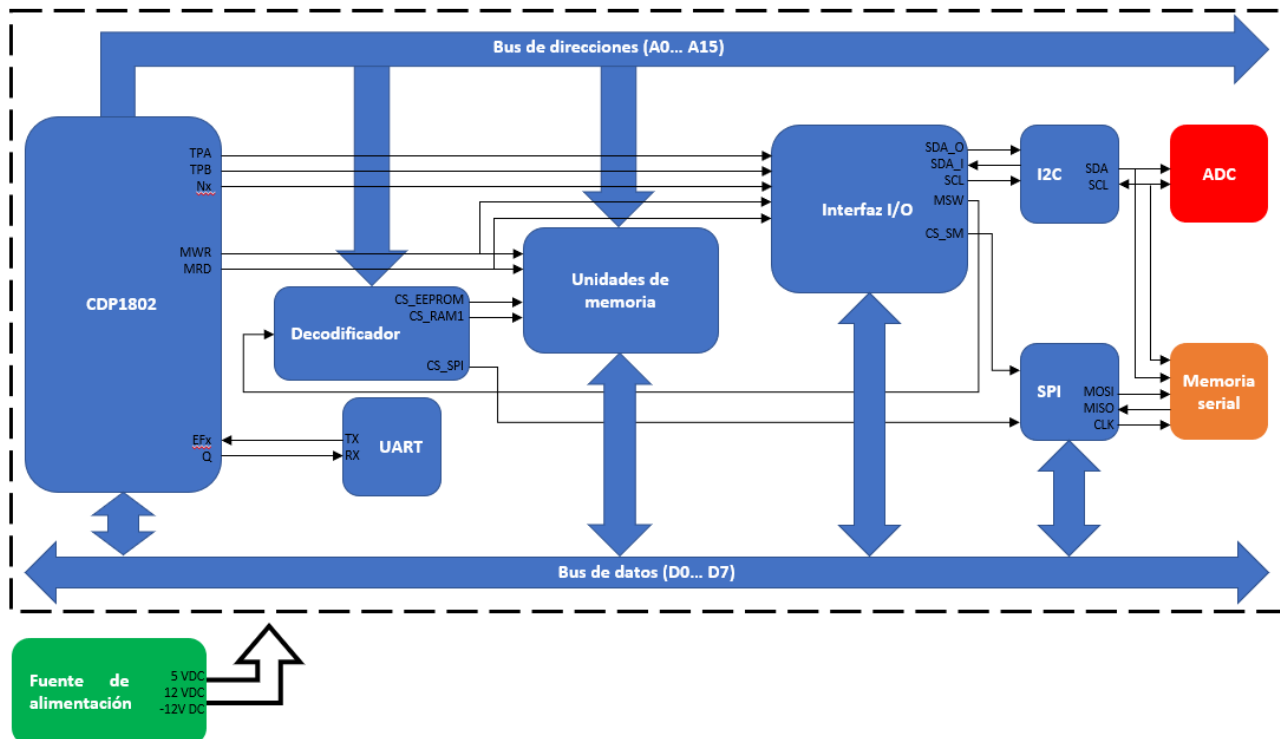 Bus de direcciones (A0... A15)
CDP1802
TPA
TPB
Nx
MWR
MRD
EFx
Q
Decodificador
CS_EEPROM
CS_RAM1
CS_SPI
TX
RX
UART
Unidades de
memoria
Interfaz I/O
SDA_O
SDA_I
SCL
MSW
CS_SM
I2C
SDA
SCL
ADC
SPI
MOSI
MISO
CLK
Memoria
serial
Bus de datos (D0... D7)
Fuente de
alimentación
5 VDC
12 VDC
-12V DC